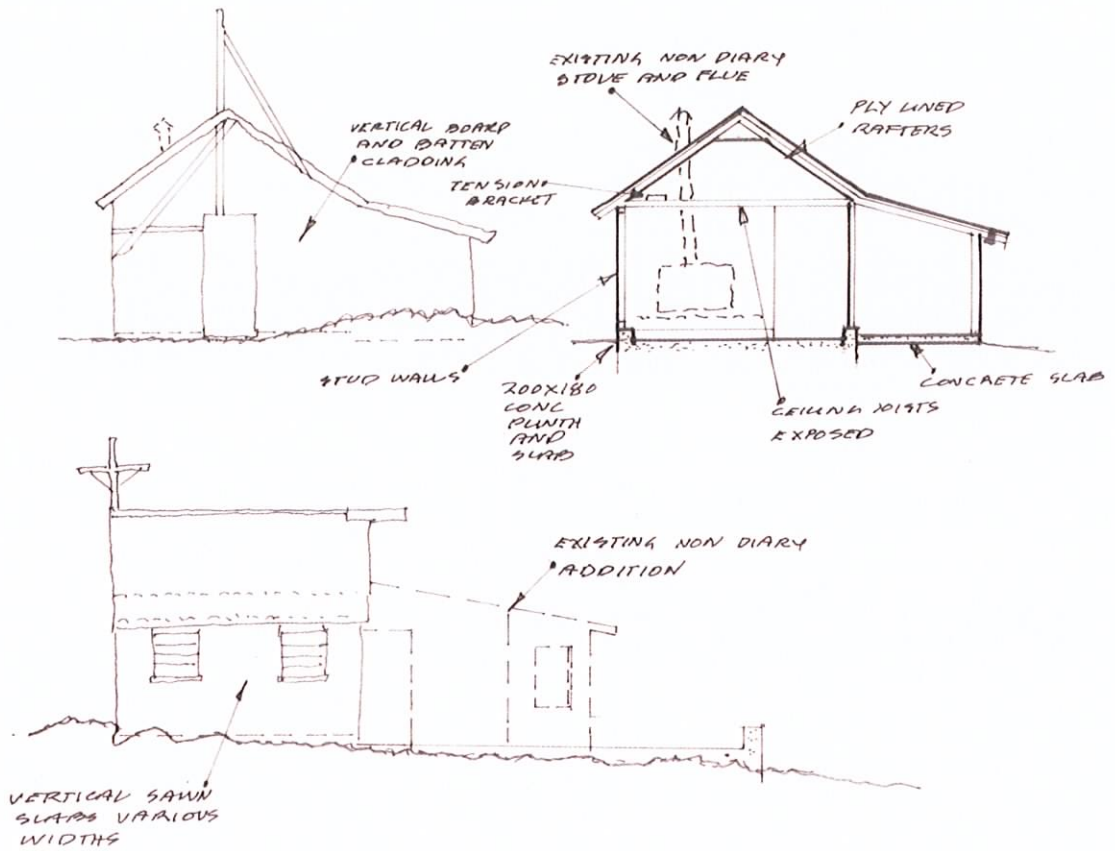 EXISTING NON DIARY
STOVE AND FLUE
PLY LINED
RAFTERS
VERTICAL BOARD
AND BATTEN
CLADDING
TENSION
BRACKET
STUD WALLS
200X180
CONC
PLINTH
AND
SLAB
CEILING JOISTS
EXPOSED
CONCRETE SLAB
EXISTING NON DIARY
ADDITION
VERTICAL SAWN
SLABS VARIOUS
WIDTHS